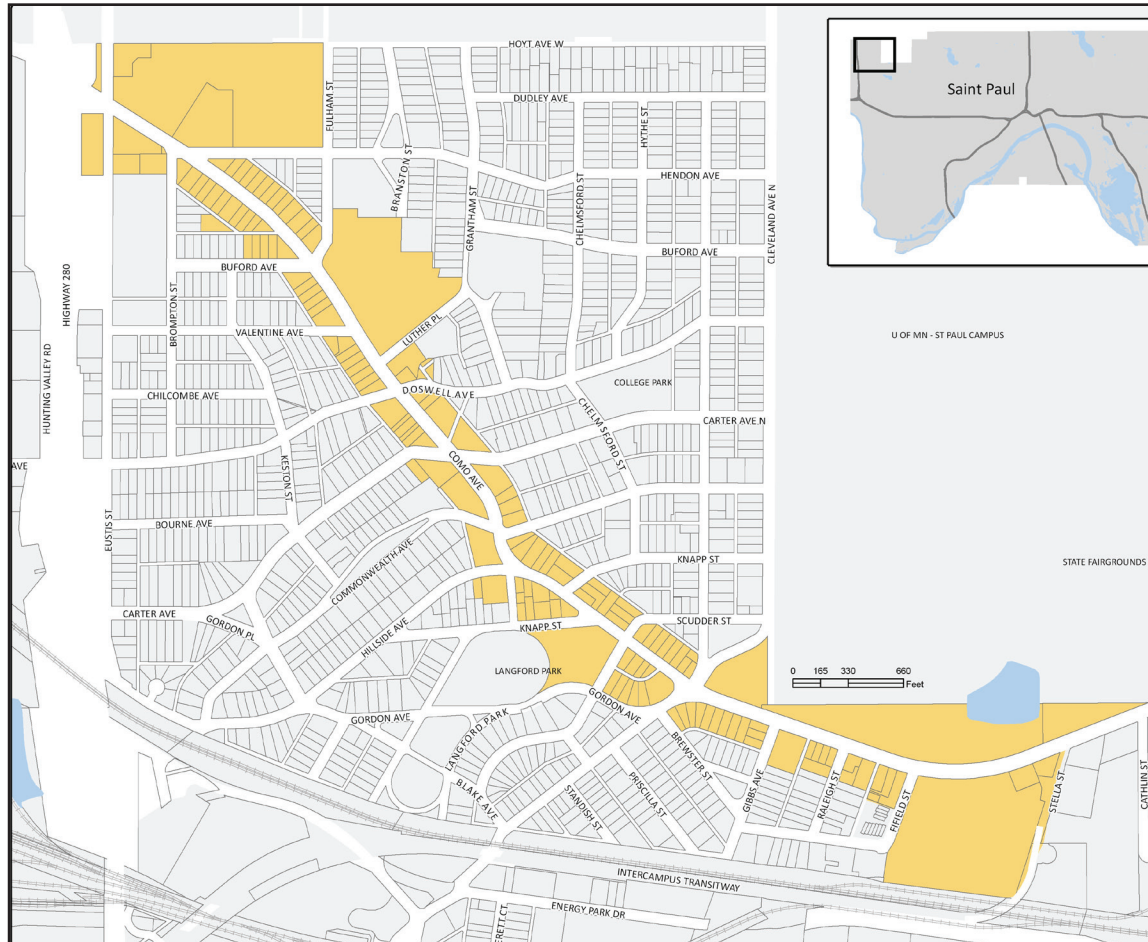 HOYT AVE W
Saint Paul
DUDLEY AVE
FULHAM ST
HYTHE ST
BRANSTON ST
HENDON AVE
GRANTHAM ST
CHELMSFORD ST
CLEVELAND AVE N
BUFORD AVE
BUFORD AVE
HIGHWAY 280
BROMPTON ST
VALENTINE AVE
LUTHER PL
U OF MN - ST PAUL CAMPUS
HUNTING VALLEY RD
CHILCOMBE AVE
DOSWELL AVE
COLLEGE PARK
CHELMSFORD ST
CARTER AVE N
AVE
KESTON ST
COMO AVE
EUSTIS ST
BOURNE AVE
COMMONWEALTH AVE
KNAPP ST
STATE FAIRGROUNDS
CARTER AVE
GORDON PL
HILLSIDE AVE
KNAPP ST
SCUDDER ST
LANGFORD PARK
0 165 330 660
Feet
GORDON AVE
GORDON AVE
LANGFORD PARK
BREWSTER ST
BLAKE AVE
STANDISH ST
PRISCILLA ST
GIBBS AVE
RALEIGH ST
FIFIELD ST
STELLA ST
CATHLIN ST
INTERCAMPUS TRANSITWAY
ENERGY PARK DR
ERETT CT